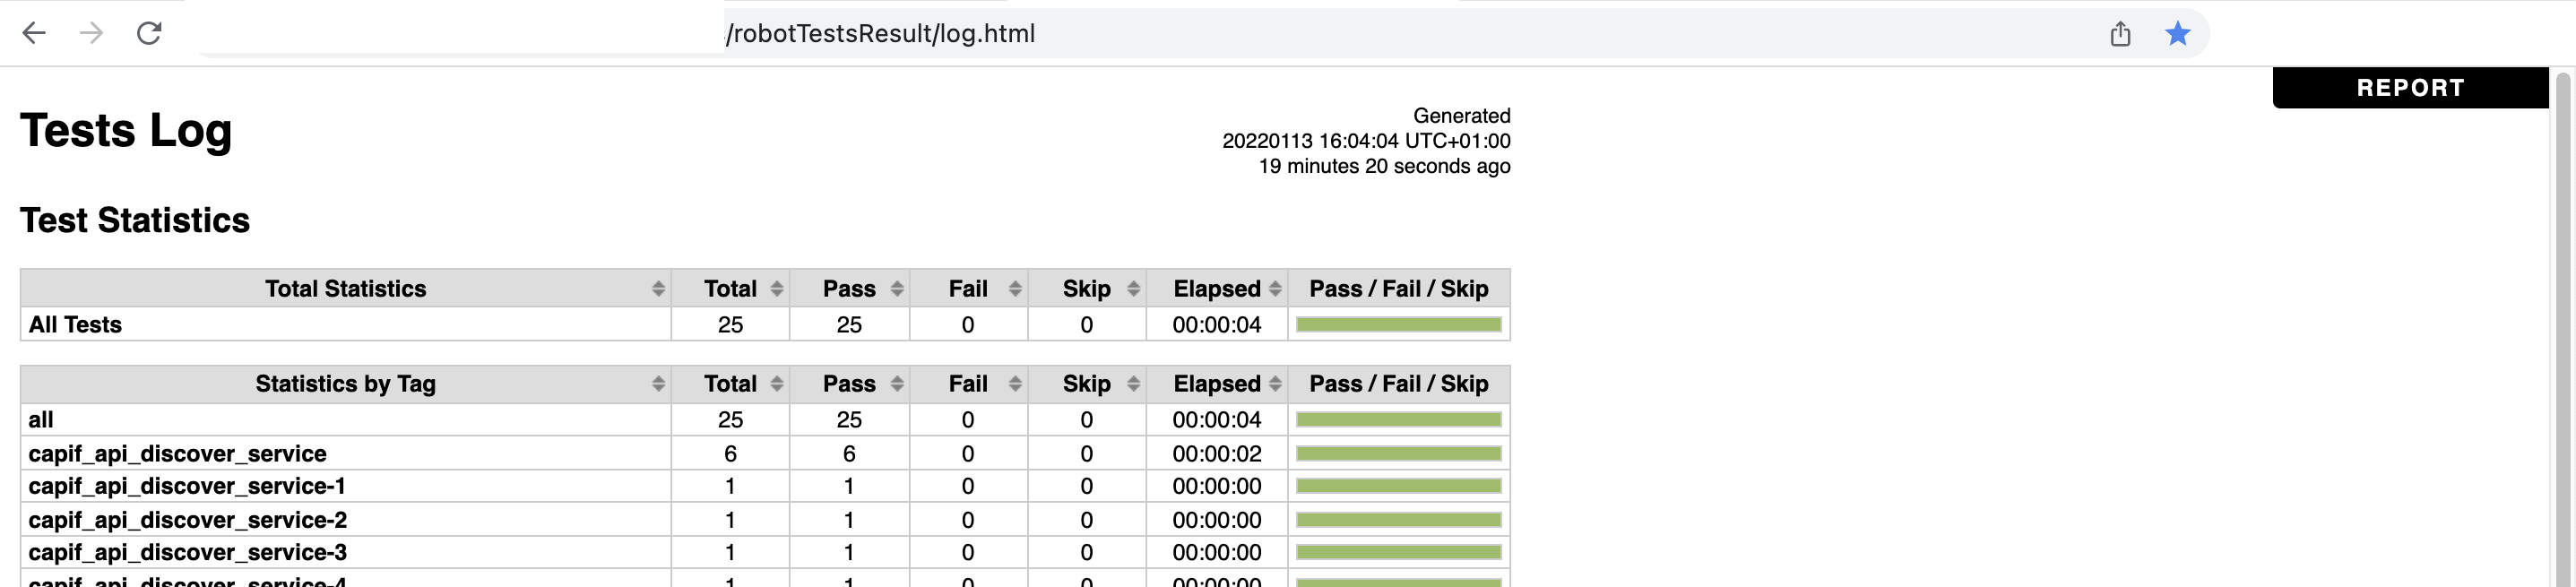 /robotTestsResult/log.html
REPORT
Tests Log
Generated
20220113 16:04:04 UTC+01:00
19 minutes 20 seconds ago
Test Statistics
Total Statistics Total Pass Fail Skip Elapsed Pass / Fail / Skip
All Tests 25 25 0 0 00:00:04
Statistics by Tag Total Pass Fail Skip Elapsed Pass / Fail / Skip
all 25 25 0 0 00:00:04
capif_api_discover_service 6 6 0 0 00:00:02
capif_api_discover_service-1 1 1 0 0 00:00:00
capif_api_discover_service-2 1 1 0 0 00:00:00
capif_api_discover_service-3 1 1 0 0 00:00:00
capif_api_discover_service-4 1 1 0 0 00:00:00